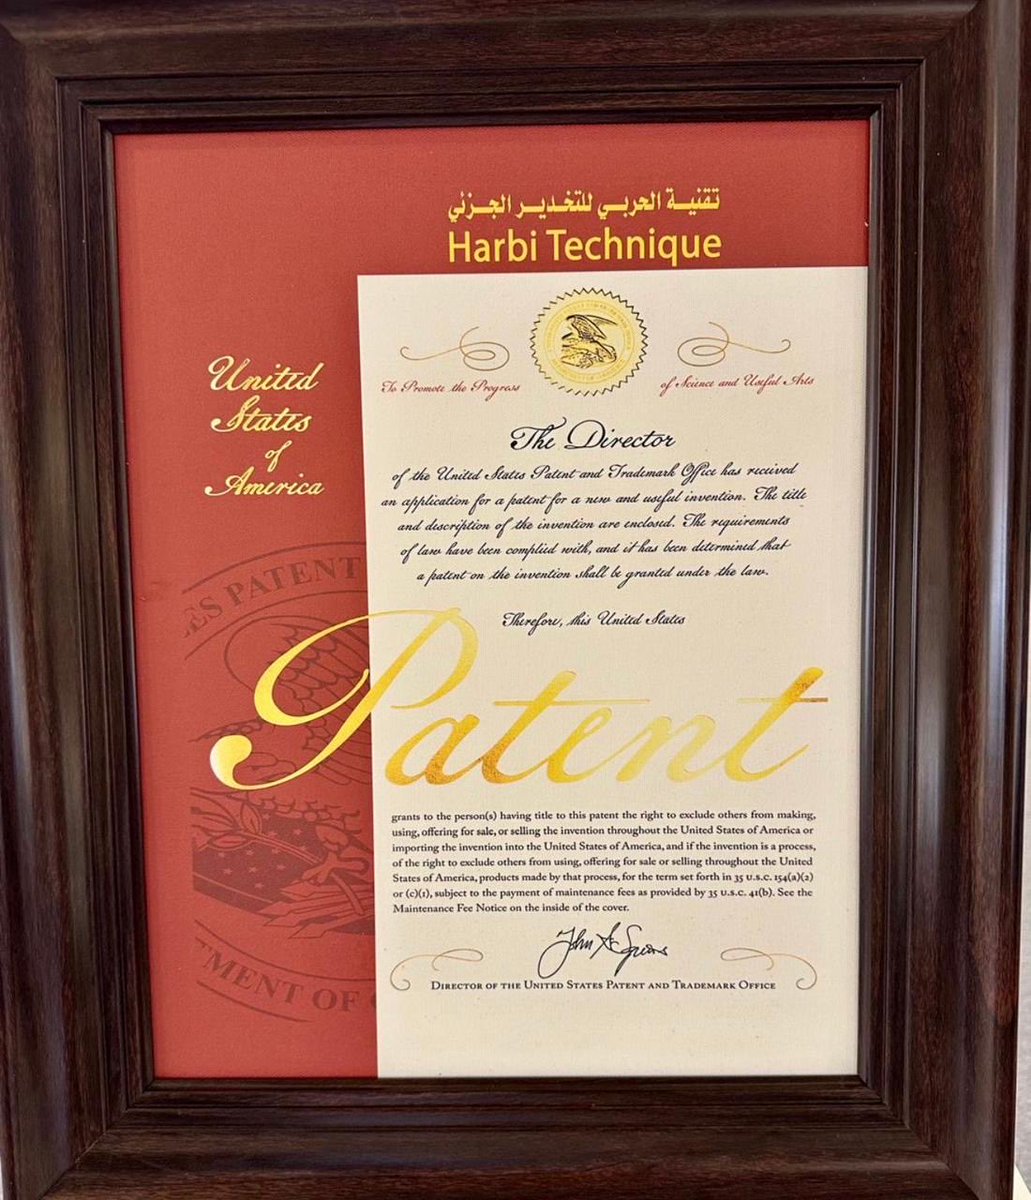 تقنية الحربي للتخدير الجزئي
Harbi Technique
United
States
of
America
To Promote the Progress
of Science and Useful Arts
The Director
of the United States Patent and Trademark Office has received
an application for a patent for a new and useful invention. The title
and description of the invention are enclosed. The requirements
of law have been complied with, and it has been determined that
a patent on the invention shall be granted under the law.
Therefore, this United States
Patent
grants to the person(s) having title to this patent the right to exclude others from making,
using, offering for sale, or selling the invention throughout the United States of America or
importing the invention into the United States of America, and if the invention is a process,
of the right to exclude others from using, offering for sale or selling throughout the United
States of America, products made by that process, for the term set forth in 35 U.S.C. 154(a)(2)
or (c)(1), subject to the payment of maintenance fees as provided by 35 U.S.C. 41(b). See the
Maintenance Fee Notice on the inside of the cover.
Director of the United States Patent and Trademark Office
ES PATENT
MENT OF